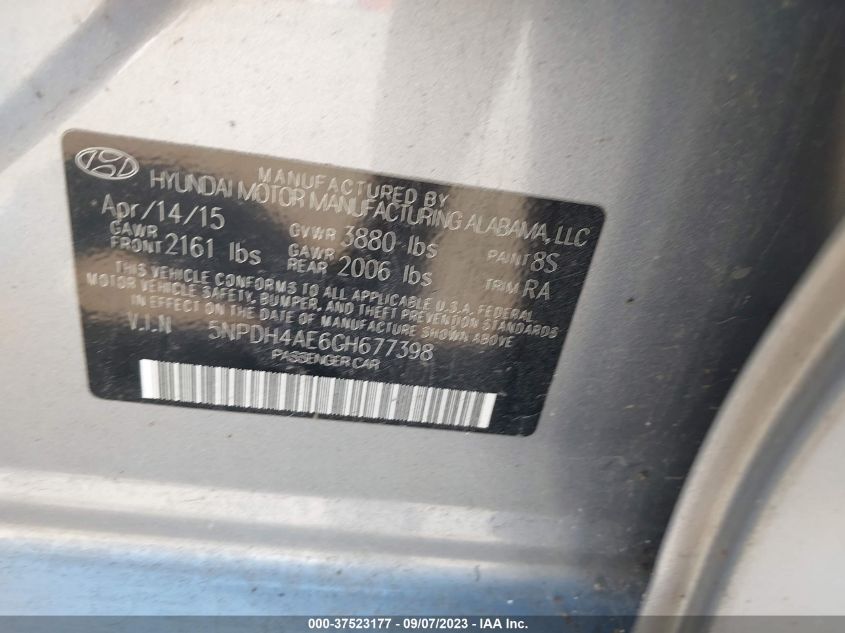 MANUFACTURED BY
HYUNDAI MOTOR MANUFACTURING ALABAMA, LLC
Apr/14/15 GVWR 3880 lbs PAINT 8S
GAWR FRONT 2161 lbs GAWR REAR 2006 lbs TRIM RA
THIS VEHICLE CONFORMS TO ALL APPLICABLE U.S.A. FEDERAL
MOTOR VEHICLE SAFETY, BUMPER, AND THEFT PREVENTION STANDARDS
IN EFFECT ON THE DATE OF MANUFACTURE SHOWN ABOVE
V.I.N 5NPDH4AE6GH677398
PASSENGER CAR
000-37523177 - 09/07/2023 - IAAI Inc.